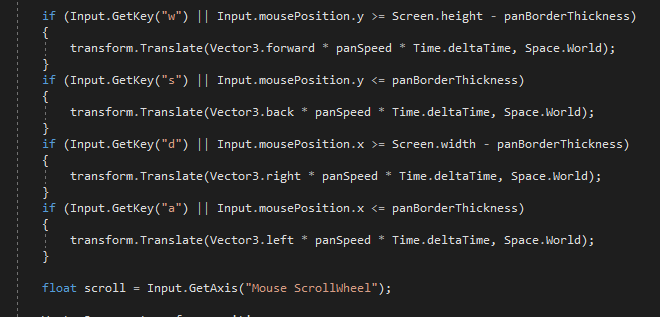 if (Input.GetKey("w") || Input.mousePosition.y >= Screen.height - panBorderThickness)
{
transform.Translate(Vector3.forward * panSpeed * Time.deltaTime, Space.World);
}
if (Input.GetKey("s") || Input.mousePosition.y <= panBorderThickness)
{
transform.Translate(Vector3.back * panSpeed * Time.deltaTime, Space.World);
}
if (Input.GetKey("d") || Input.mousePosition.x >= Screen.width - panBorderThickness)
{
transform.Translate(Vector3.right * panSpeed * Time.deltaTime, Space.World);
}
if (Input.GetKey("a") || Input.mousePosition.x <= panBorderThickness)
{
transform.Translate(Vector3.left * panSpeed * Time.deltaTime, Space.World);
}
float scroll = Input.GetAxis("Mouse ScrollWheel");